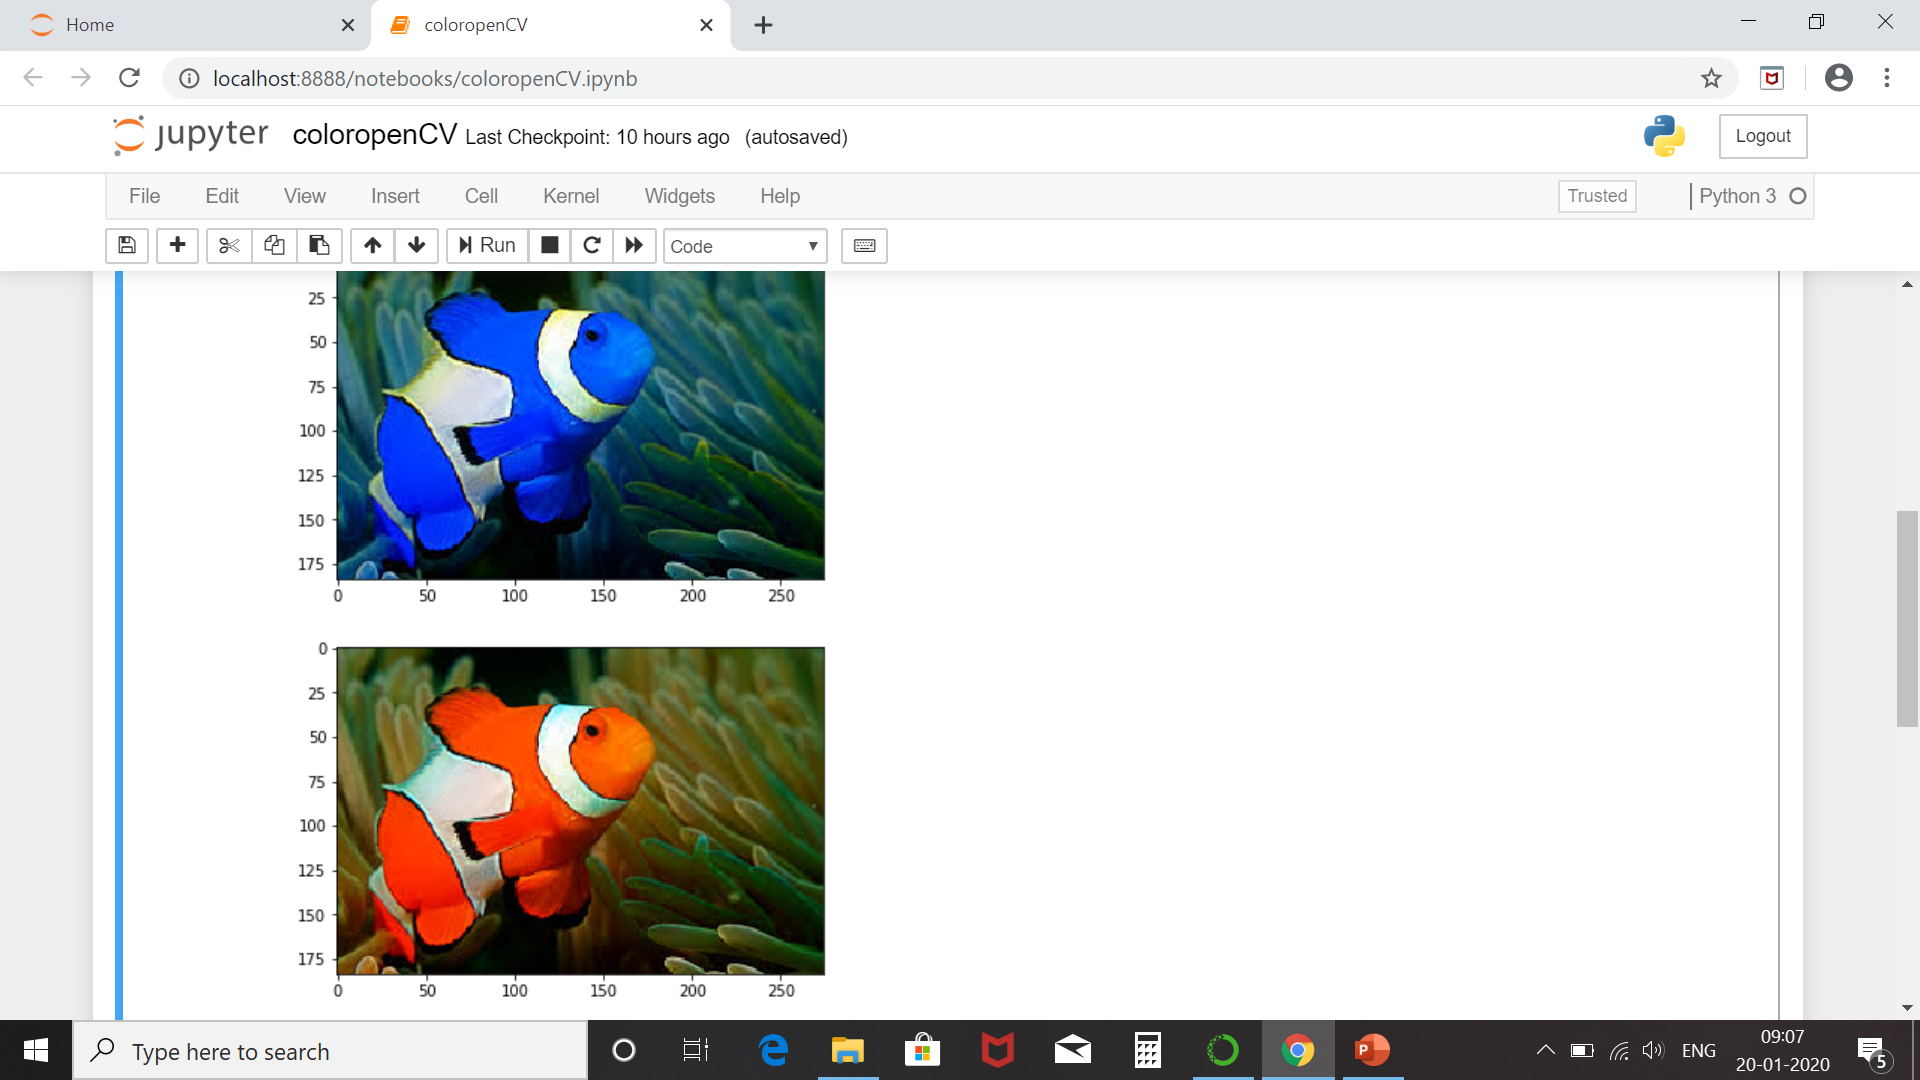 Home
coloropenCV
localhost:8888/notebooks/coloropenCV.ipynb
jupyter coloropenCV Last Checkpoint: 10 hours ago (autosaved)
Logout
File Edit View Insert Cell Kernel Widgets Help
Trusted
Python 3
Run
Code
25
50
75
100
125
150
175
0 50 100 150 200 250
0
25
50
75
100
125
150
175
0 50 100 150 200 250
Type here to search
P
ENG
09:07
20-01-2020
5